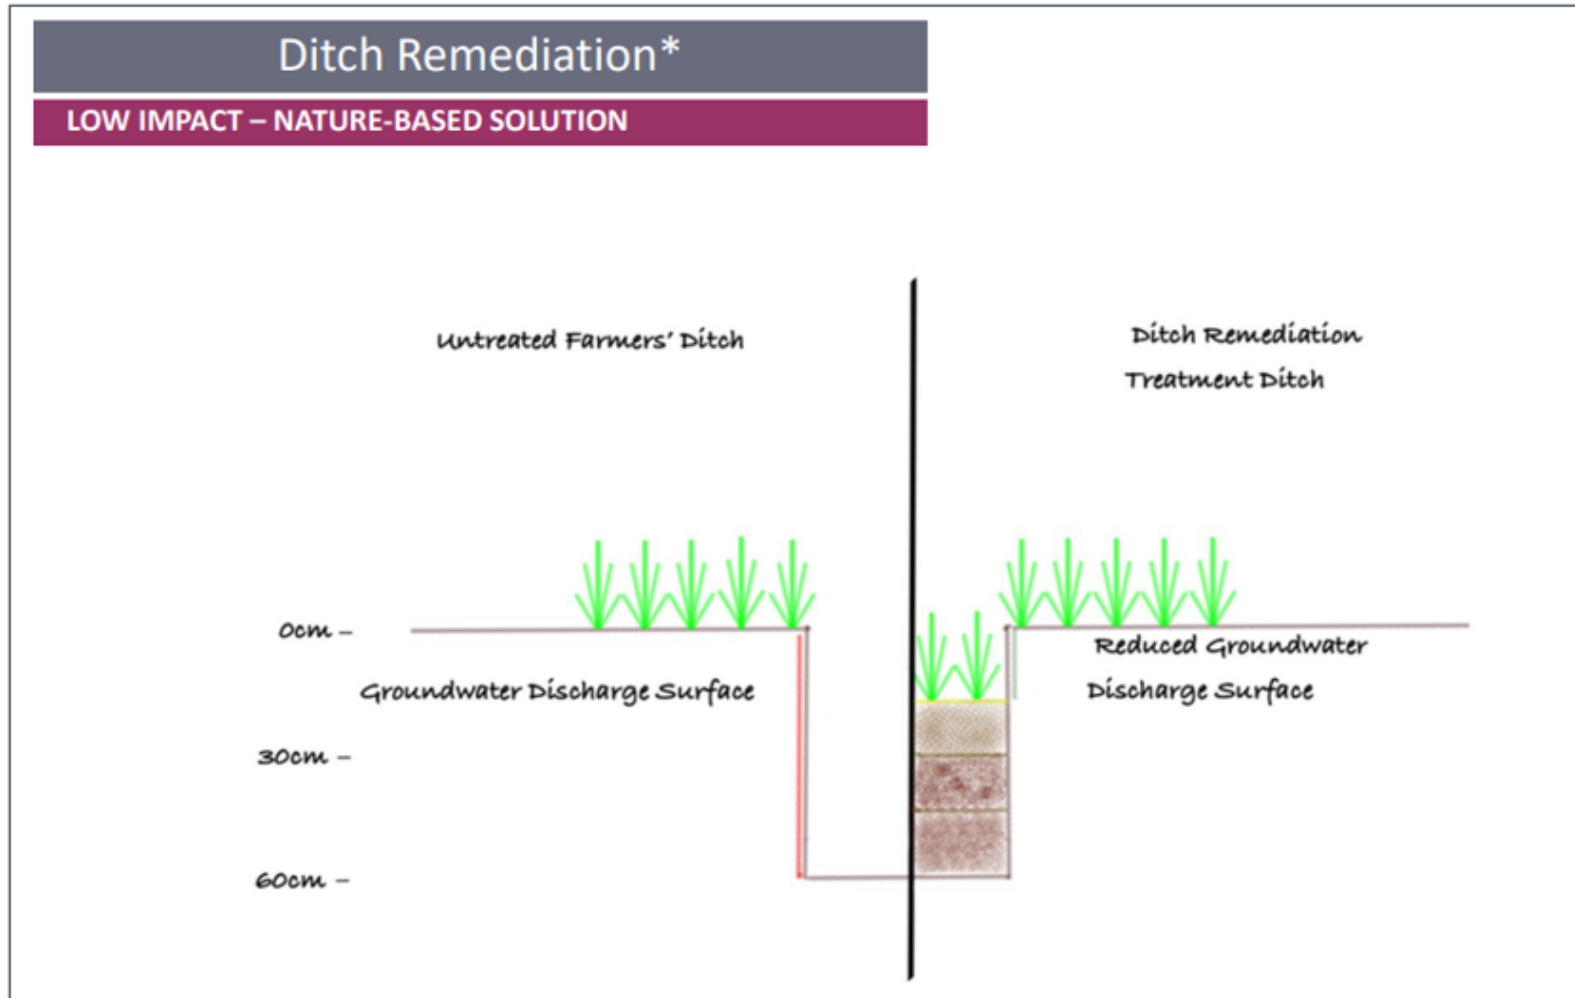 Ditch Remediation*
LOW IMPACT – NATURE-BASED SOLUTION
Untreated Farmers' Ditch
Ditch Remediation
Treatment Ditch
0cm –
Reduced Groundwater
Groundwater Discharge Surface
Discharge Surface
30cm –
60cm –